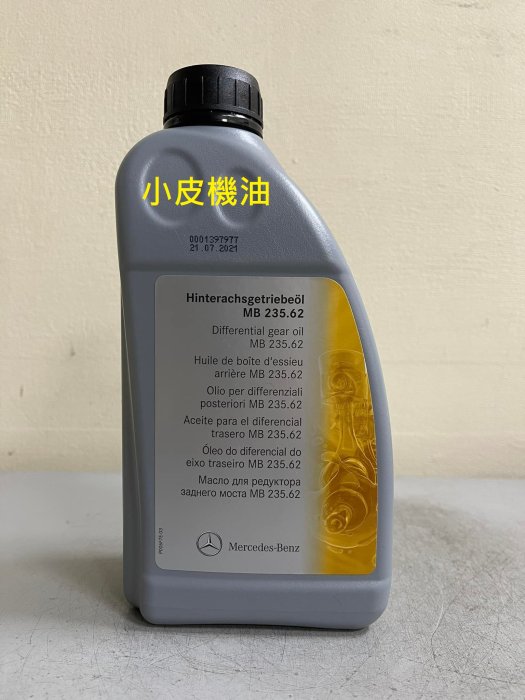 小皮機油
0001397977
21.07.2021
Hinterachsgetriebeöl
MB 235.62
Differential gear oil
MB 235.62
Huile de boîte d'essieu
arrière MB 235.62
Olio per differenziali
posteriori MB 235.62
Aceite para el diferencial
trasero MB 235.62
Óleo do diferencial do
eixo traseiro MB 235.62
Масло для редуктора
заднего моста MB 235.62
Mercedes-Benz